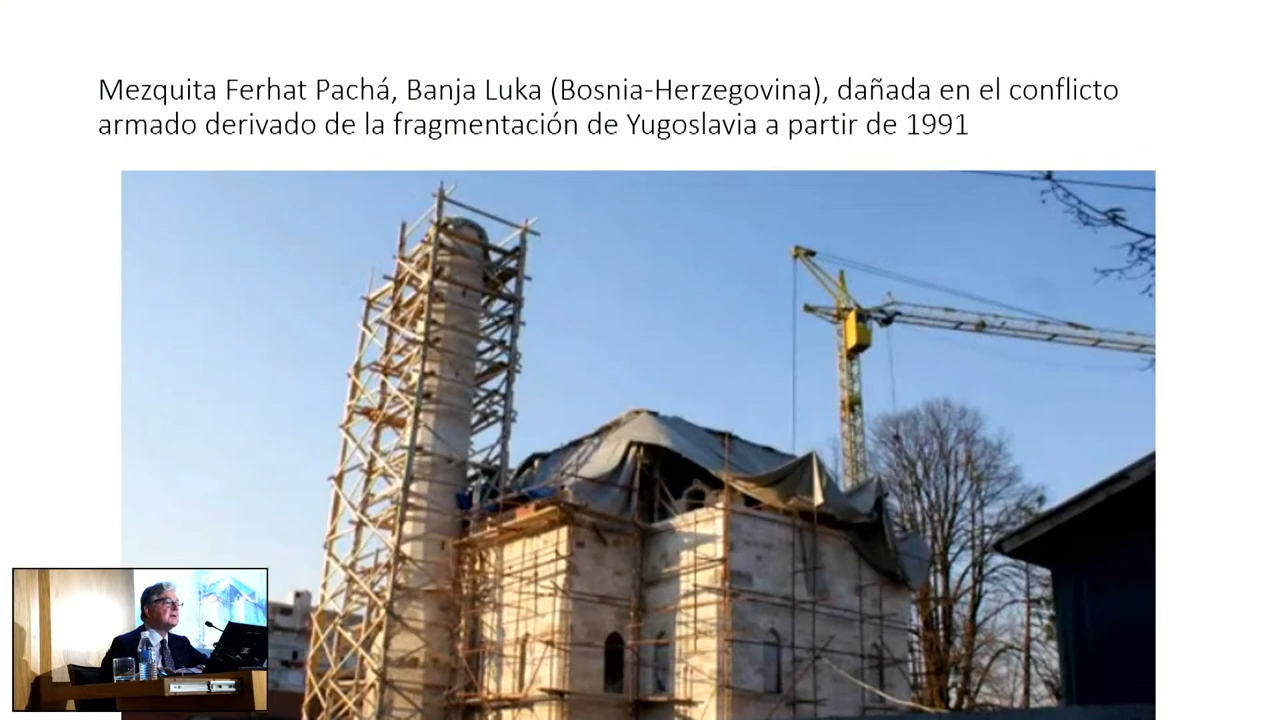 Mezquita Ferhat Pachá, Banja Luka (Bosnia-Herzegovina), dañada en el conflicto
armado derivado de la fragmentación de Yugoslavia a partir de 1991